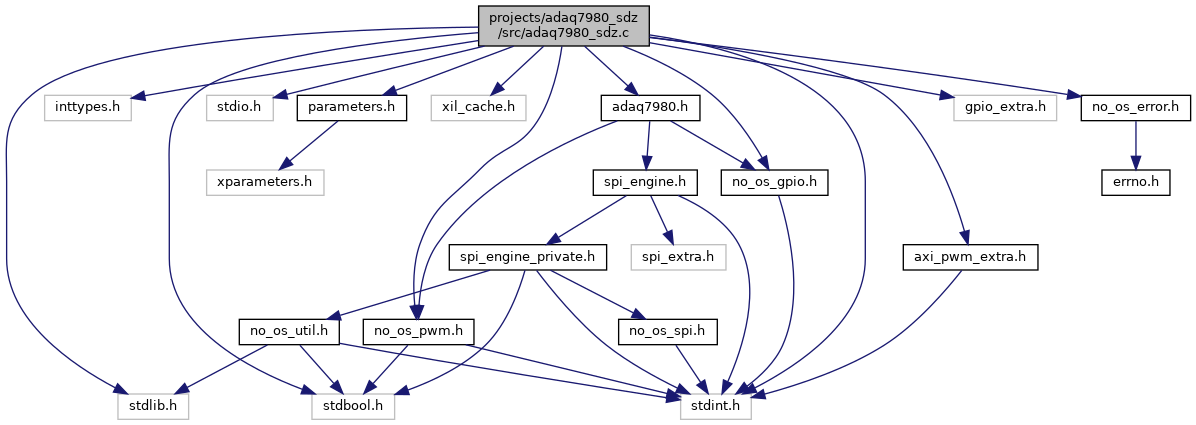 projects/adaq7980_sdz
/src/adaq7980_sdz.c
inttypes.h
stdio.h
parameters.h
xil_cache.h
adaq7980.h
gpio_extra.h
no_os_error.h
xparameters.h
spi_engine.h
no_os_gpio.h
errno.h
spi_engine_private.h
spi_extra.h
axi_pwm_extra.h
no_os_util.h
no_os_pwm.h
no_os_spi.h
stdlib.h
stdbool.h
stdint.h